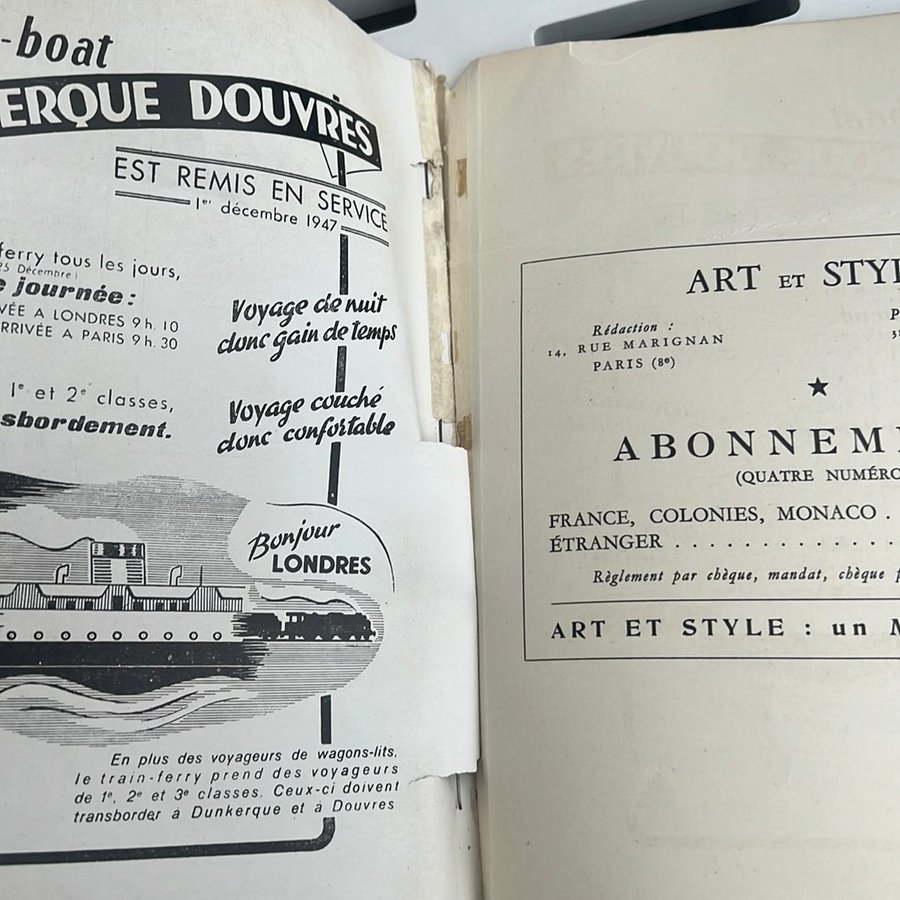 -boat
ERQUE DOUVRES
EST REMIS EN SERVICE
1er décembre 1947
ferry tous les jours,
25 Décembre)
e journée:
VÉE A LONDRES 9 h. 10
ARRIVÉE A PARIS 9 h. 30
Voyage de nuit
donc gain de temps
1e et 2e classes,
sbordement.
Voyage couché
donc confortable
Bonjour
LONDRES
En plus des voyageurs de wagons-lits,
le train-ferry prend des voyageurs
de 1e, 2e et 3e classes. Ceux-ci doivent
transborder à Dunkerque et à Douvres
ART ET STYL
Rédaction :
14, RUE MARIGNAN
PARIS (8e)
P
★
ABONNEM
(QUATRE NUMÉRO
FRANCE, COLONIES, MONACO .
ÉTRANGER . . . . . . . . . . . . .
Règlement par chèque, mandat, chèque p
ART ET STYLE : un M